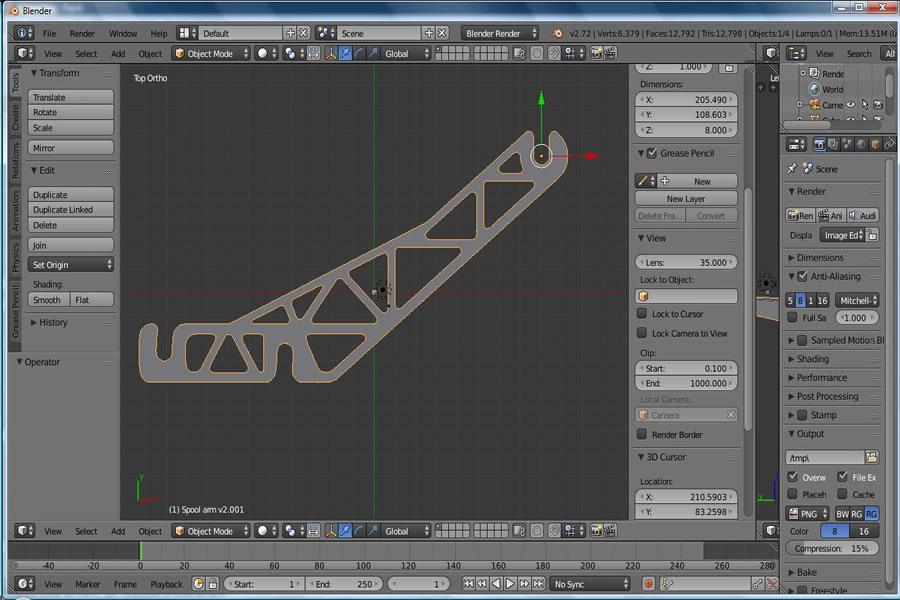 Blender
File Render Window Help Default Scene Blender Render v2.72 | Verts:6,379 | Faces:12,792 | Tris:12,798 | Objects:1/4 | Lamps:0/1 | Mem:13.51M
View Select Add Object Object Mode Global View Search All
Tools
Create
Relations
Animation
Physics
Grease Pencil
Transform
Translate
Rotate
Scale
Mirror
Edit
Duplicate
Duplicate Linked
Delete
Join
Set Origin
Shading:
Smooth Flat
History
Operator
Top Ortho
y
(1) Spool arm v2.001
Z: 1.000
Dimensions:
X: 205.490
Y: 108.603
Z: 8.000
Grease Pencil
New
New Layer
Delete Fra... Convert
View
Lens: 35.000
Lock to Object:
Lock to Cursor
Lock Camera to View
Clip:
Start: 0.100
End: 1000.000
Local Camera:
Camera
Render Border
3D Cursor
Location:
X: 210.5903
Y: 83.2598
Rende
World
Came
Scene
Render
Ren Ani Audi
Displa Image Ed
Dimensions
Anti-Aliasing
5 8 1 16 Mitchell-
Full Sa 1.000
Sampled Motion Bl
Shading
Performance
Post Processing
Stamp
Output
/tmp\
Overw File Ex
Placeh Cache
PNG BW RG RG
Color 8 16
Compression: 15%
Bake
Freestyle
View Select Add Object Object Mode Global
-40 -20 0 20 40 60 80 100 120 140 160 180 200 220 240 260 280
View Marker Frame Playback Start: 1 End: 250 1 No Sync